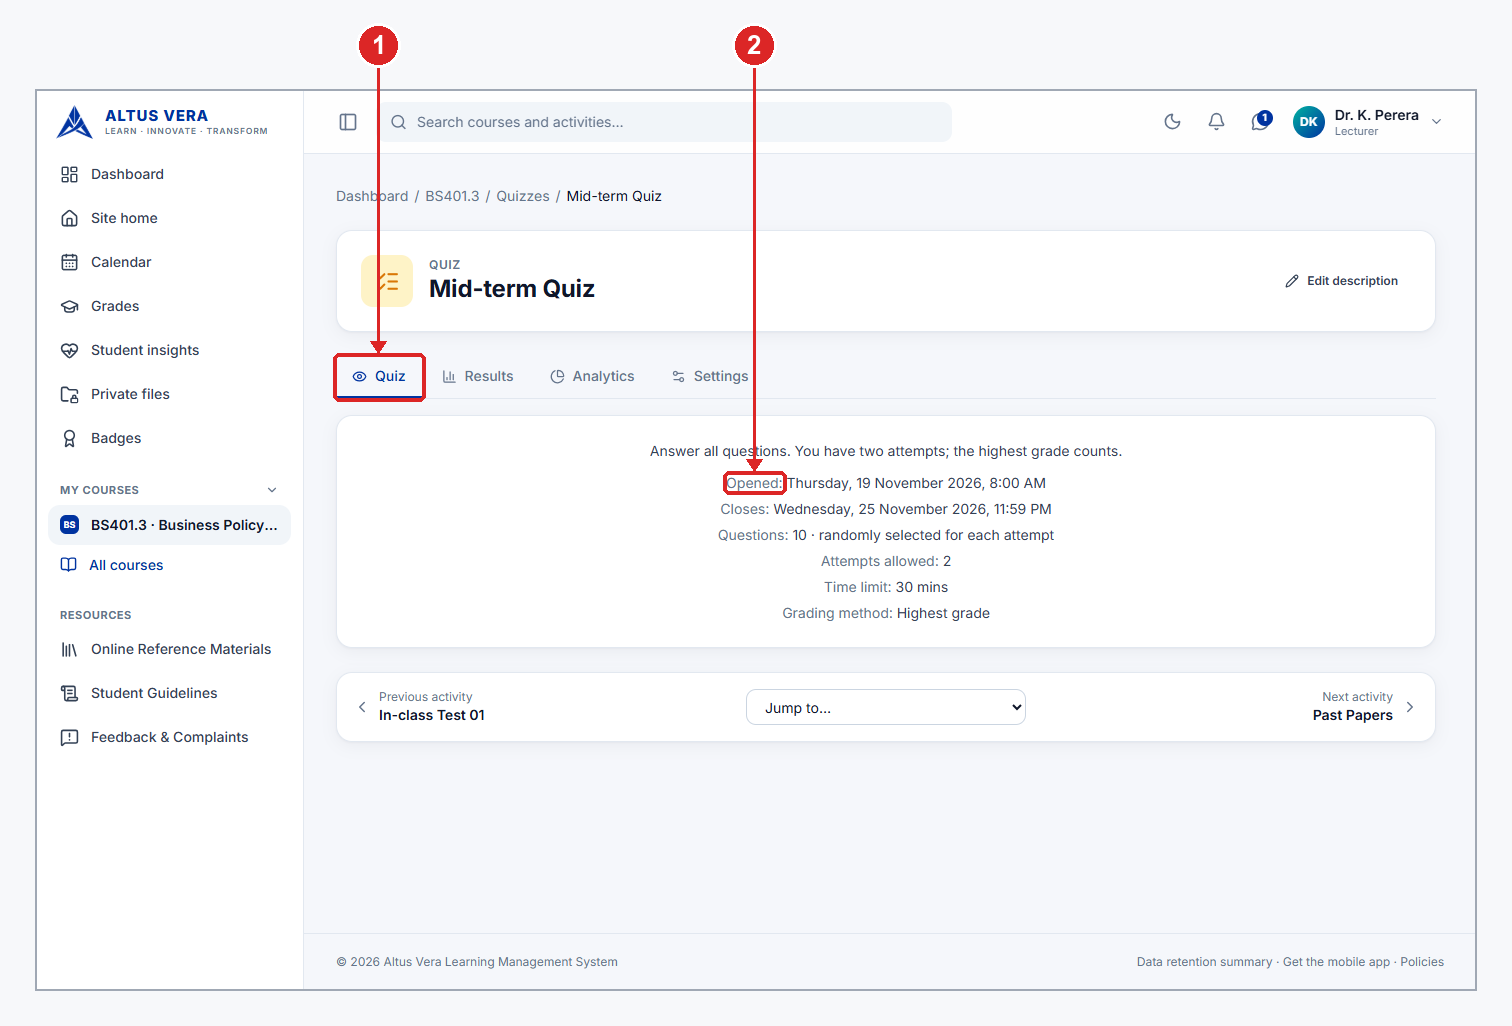 1
2
ALTUS VERA
LEARN · INNOVATE · TRANSFORM
Search courses and activities...
1
DK
Dr. K. Perera
Lecturer
Dashboard
Site home
Calendar
Grades
Student insights
Private files
Badges
MY COURSES
BS
BS401.3 · Business Policy...
All courses
RESOURCES
Online Reference Materials
Student Guidelines
Feedback & Complaints
Dashboard / BS401.3 / Quizzes / Mid-term Quiz
QUIZ
Mid-term Quiz
Edit description
Quiz
Results
Analytics
Settings
Answer all questions. You have two attempts; the highest grade counts.
Opened: Thursday, 19 November 2026, 8:00 AM
Closes: Wednesday, 25 November 2026, 11:59 PM
Questions: 10 · randomly selected for each attempt
Attempts allowed: 2
Time limit: 30 mins
Grading method: Highest grade
Previous activity
In-class Test 01
Jump to...
Next activity
Past Papers
© 2026 Altus Vera Learning Management System
Data retention summary · Get the mobile app · Policies